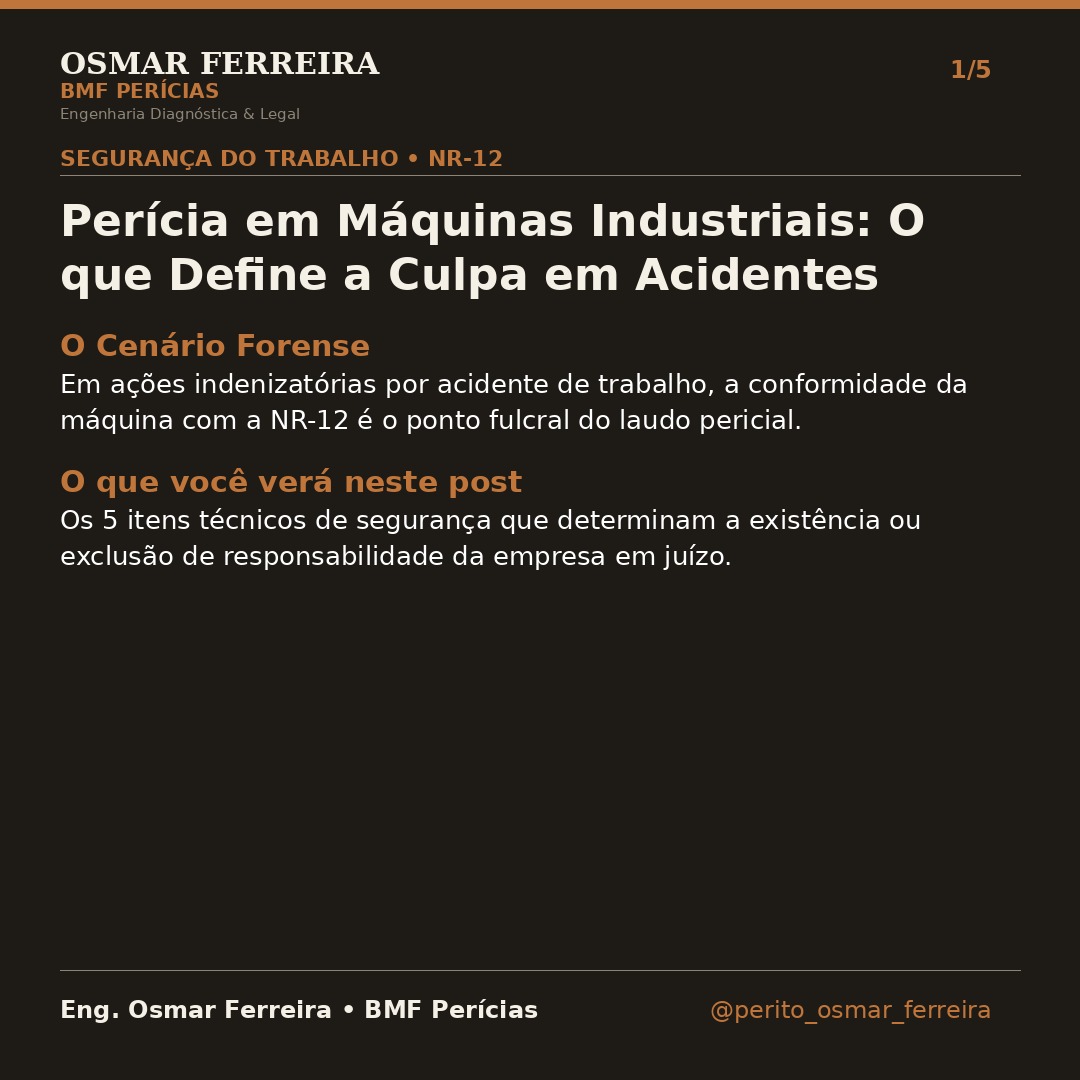 OSMAR FERREIRA
1/5
BMF PERÍCIAS
Engenharia Diagnóstica & Legal
SEGURANÇA DO TRABALHO • NR-12
Perícia em Máquinas Industriais: O
que Define a Culpa em Acidentes
O Cenário Forense
Em ações indenizatórias por acidente de trabalho, a conformidade da
máquina com a NR-12 é o ponto fulcral do laudo pericial.
O que você verá neste post
Os 5 itens técnicos de segurança que determinam a existência ou
exclusão de responsabilidade da empresa em juízo.
Eng. Osmar Ferreira • BMF Perícias
@perito_osmar_ferreira